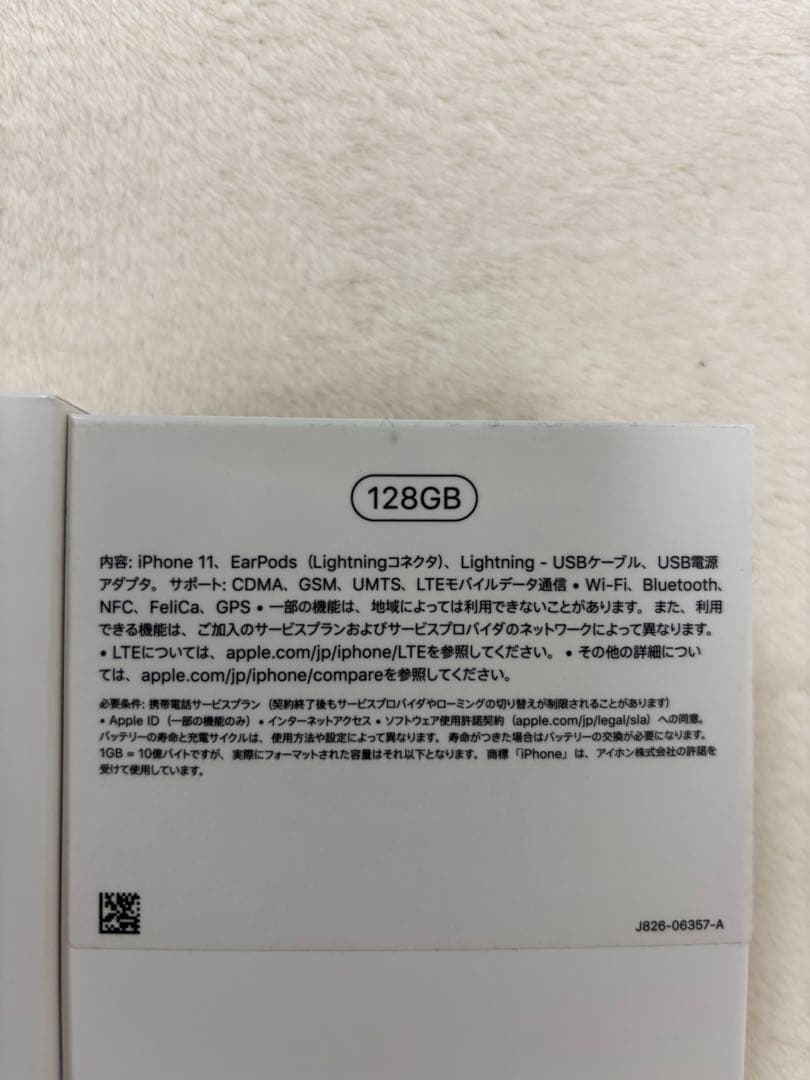 128GB
内容: iPhone 11、EarPods（Lightningコネクタ）、Lightning - USBケーブル、USB電源
アダプタ。 サポート: CDMA、GSM、UMTS、LTEモバイルデータ通信 • Wi-Fi、Bluetooth、
NFC、FeliCa、GPS • 一部の機能は、地域によっては利用できないことがあります。また、利用
できる機能は、ご加入のサービスプランおよびサービスプロバイダのネットワークによって異なります。
• LTEについては、apple.com/jp/iphone/LTEを参照してください。 • その他の詳細につい
ては、apple.com/jp/iphone/compareを参照してください。
必要条件: 携帯電話サービスプラン（契約終了後もサービスプロバイダやローミングの切り替えが制限されることがあります）
• Apple ID（一部の機能のみ）• インターネットアクセス • ソフトウェア使用許諾契約（apple.com/jp/legal/sla）への同意。
バッテリーの寿命と充電サイクルは、使用方法や設定によって異なります。寿命がつきた場合はバッテリーの交換が必要になります。
1GB = 10億バイトですが、実際にフォーマットされた容量はそれ以下となります。商標「iPhone」は、アイホン株式会社の許諾を
受けて使用しています。
J826-06357-A